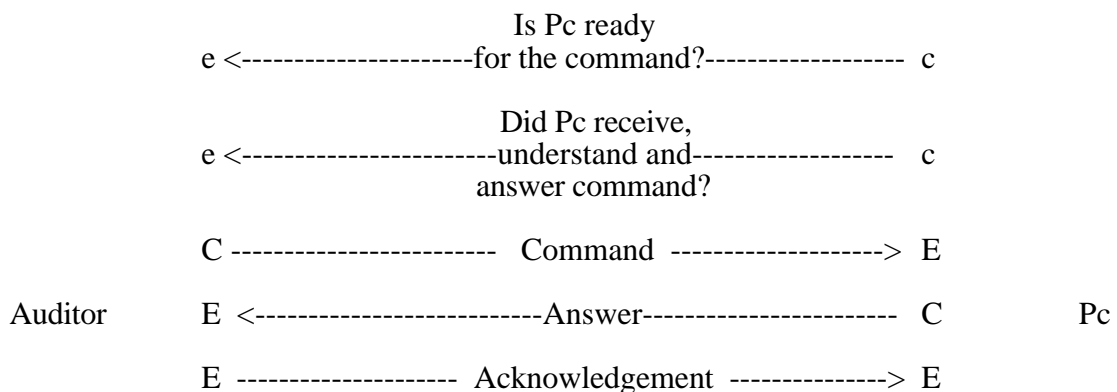 Is Pc ready
e <----------------------for the command?------------------- c
Did Pc receive,
e <------------------------understand and------------------- c
answer command?
C ------------------------- Command --------------------> E
Auditor E <----------------------------Answer------------------------ C Pc
E --------------------- Acknowledgement ---------------> E